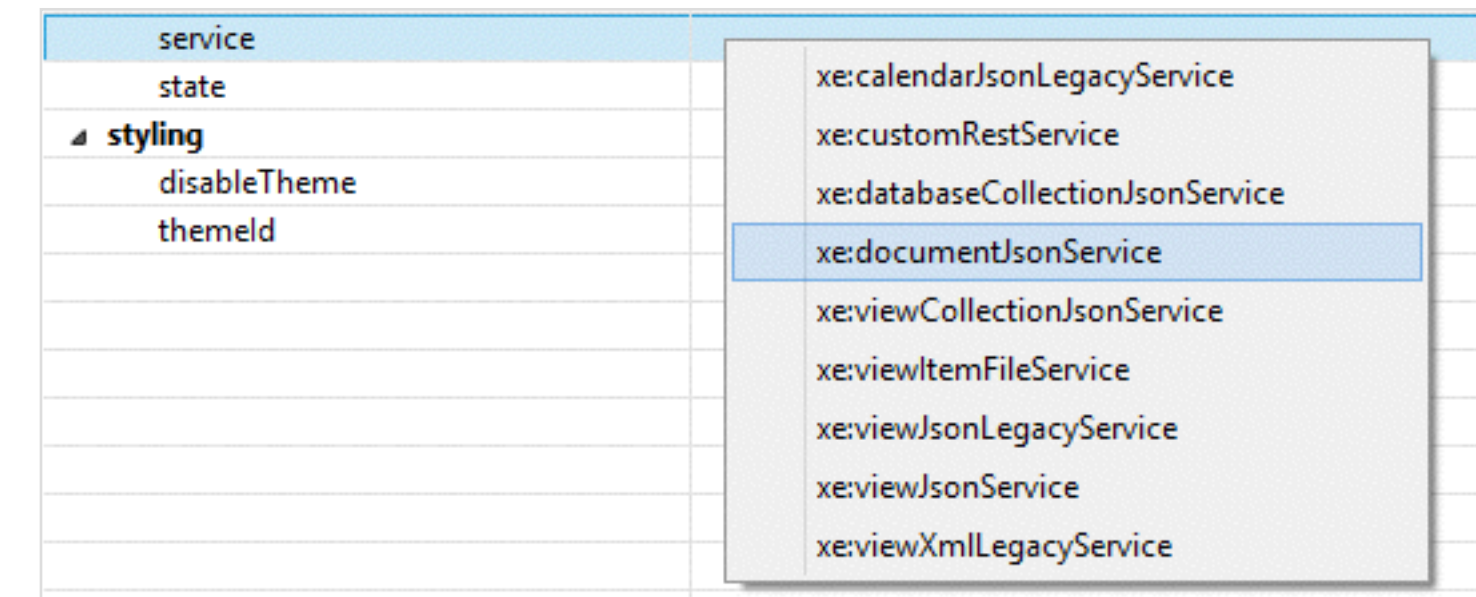 service
state
styling
disableTheme
themeId
xe:calendarJsonLegacyService
xe:customRestService
xe:databaseCollectionJsonService
xe:documentJsonService
xe:viewCollectionJsonService
xe:viewItemFileService
xe:viewJsonLegacyService
xe:viewJsonService
xe:viewXmlLegacyService